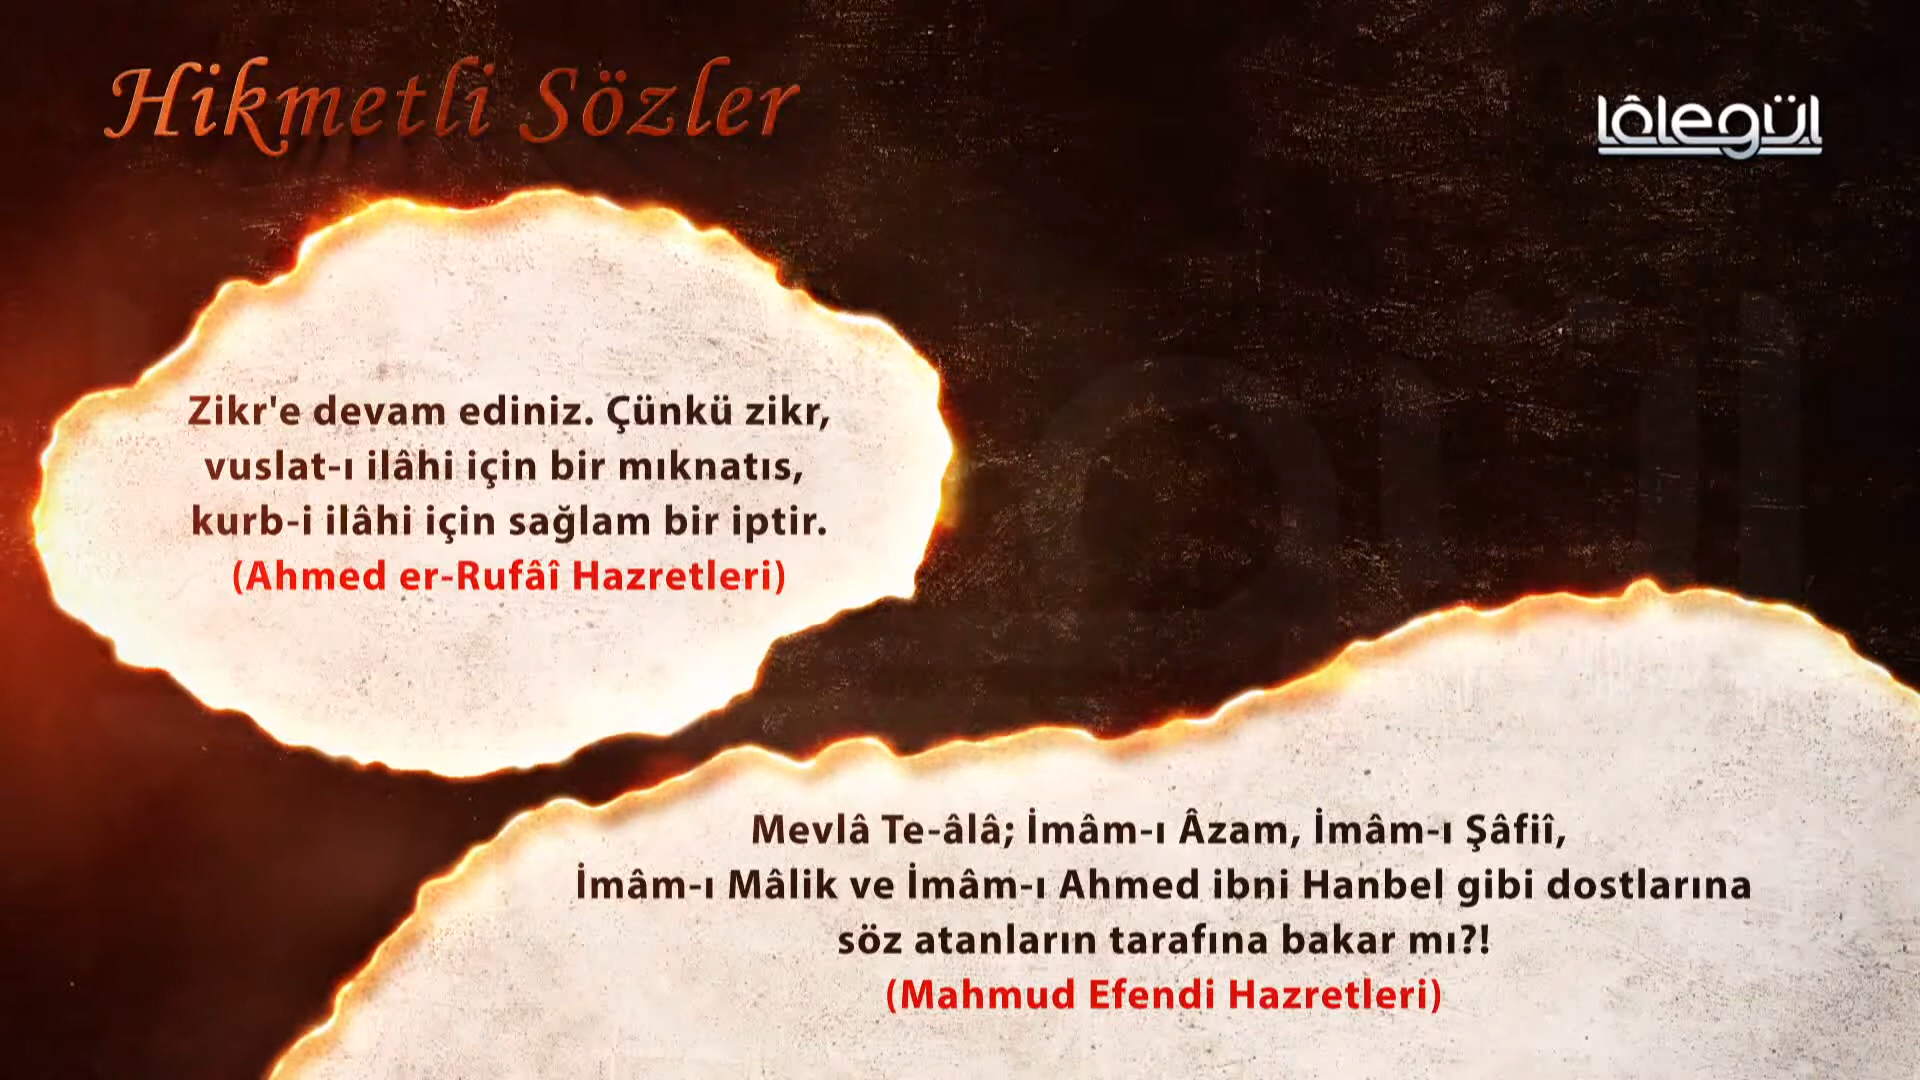 Hikmetli Sözler
lâlegül
Zikr'e devam ediniz. Çünkü zikr,
vuslat-ı ilâhi için bir mıknatıs,
kurb-i ilâhi için sağlam bir iptir.
(Ahmed er-Rufâî Hazretleri)
Mevlâ Te-âlâ; İmâm-ı Âzam, İmâm-ı Şâfiî,
İmâm-ı Mâlik ve İmâm-ı Ahmed ibni Hanbel gibi dostlarına
söz atanların tarafına bakar mı?!
(Mahmud Efendi Hazretleri)